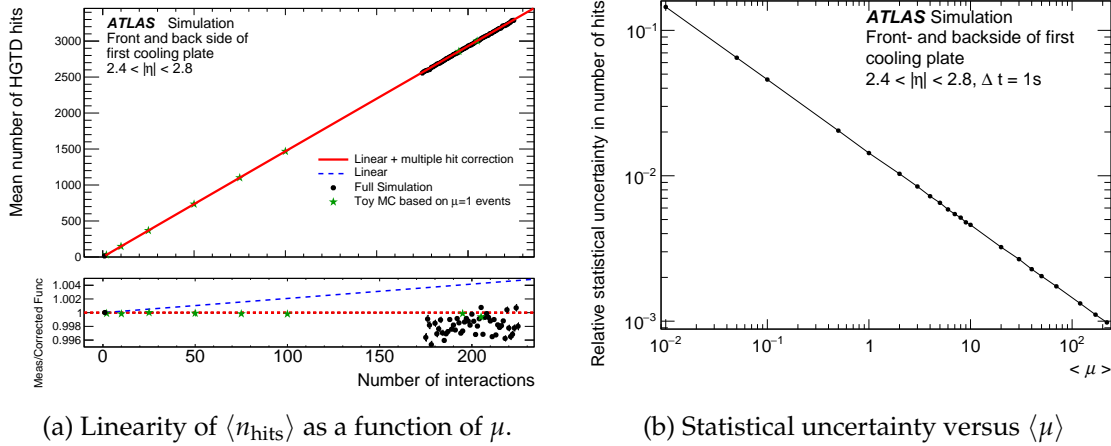 Mean number of HGTD hits
3000
2500
2000
1500
1000
500
0
ATLAS Simulation
Front and back side of
first cooling plate
2.4 < |η| < 2.8
Linear + multiple hit correction
Linear
Full Simulation
Toy MC based on μ=1 events
Meas/Corrected Func
1.004
1.002
1
0.998
0.996
0 50 100 150 200
Number of interactions
(a) Linearity of ⟨n_hits⟩ as a function of μ.
Relative statistical uncertainty in number of hits
10⁻¹
10⁻²
10⁻³
ATLAS Simulation
Front- and backside of first
cooling plate
2.4 < |η| < 2.8, Δ t = 1s
10⁻² 10⁻¹ 1 10 10²
< μ >
(b) Statistical uncertainty versus ⟨μ⟩